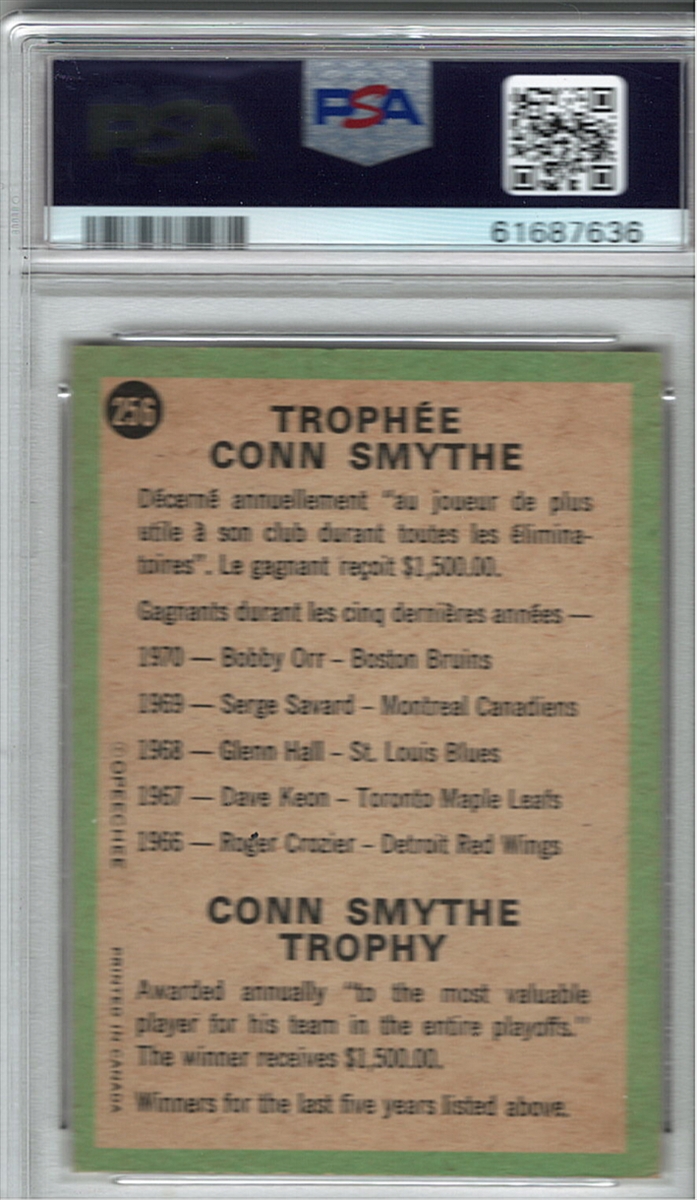 PSA
PSA
61687636
256
TROPHÉE
CONN SMYTHE
Décerné annuellement "au joueur de plus
utile à son club durant toutes les élimina-
toires". Le gagnant reçoit $1,500.00.
Gagnants durant les cinq dernières années —
1970 — Bobby Orr – Boston Bruins
1969 — Serge Savard – Montreal Canadiens
1968 — Glenn Hall – St. Louis Blues
1967 — Dave Keon – Toronto Maple Leafs
1966 — Roger Crozier – Detroit Red Wings
© O PEE CHEE
CONN SMYTHE
TROPHY
Awarded annually "to the most valuable
player for his team in the entire playoffs."
The winner receives $1,500.00.
Winners for the last five years listed above.
PRINTED IN CANADA